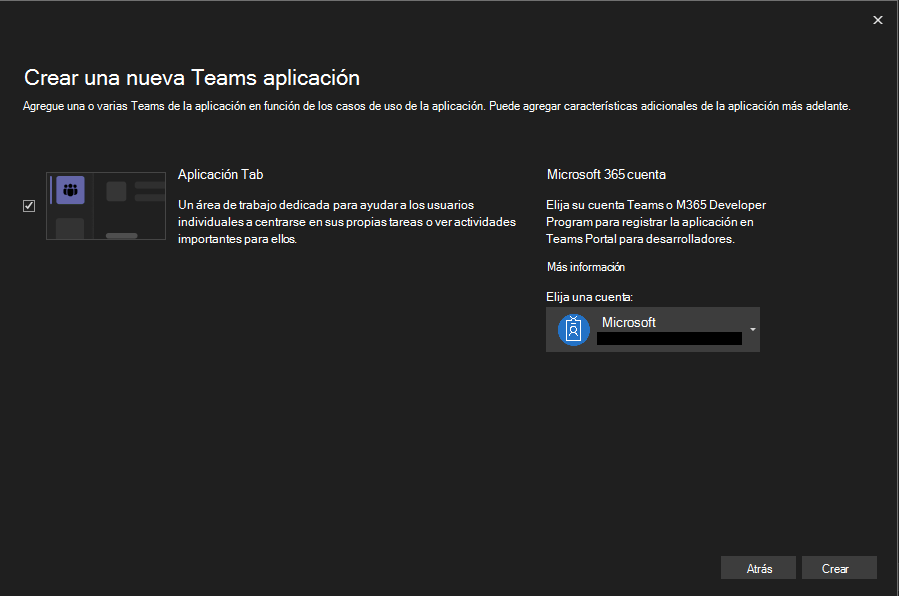 Crear una nueva Teams aplicación
Agregue una o varias Teams de la aplicación en función de los casos de uso de la aplicación. Puede agregar características adicionales de la aplicación más adelante.
Aplicación Tab
Un área de trabajo dedicada para ayudar a los usuarios
individuales a centrarse en sus propias tareas o ver actividades
importantes para ellos.
Microsoft 365 cuenta
Elija su cuenta Teams o M365 Developer
Program para registrar la aplicación en
Teams Portal para desarrolladores.
Más información
Elija una cuenta:
Microsoft
Atrás
Crear